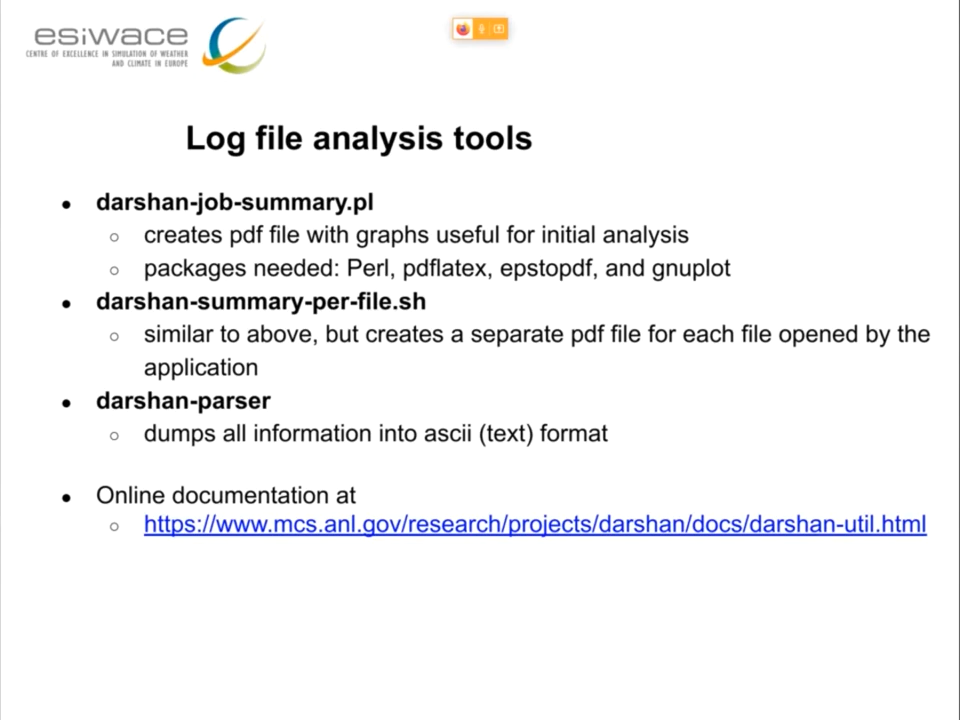 esiwace
CENTRE OF EXCELLENCE IN SIMULATION OF WEATHER
AND CLIMATE IN EUROPE
Log file analysis tools
● darshan-job-summary.pl
○ creates pdf file with graphs useful for initial analysis
○ packages needed: Perl, pdflatex, epstopdf, and gnuplot
● darshan-summary-per-file.sh
○ similar to above, but creates a separate pdf file for each file opened by the
application
● darshan-parser
○ dumps all information into ascii (text) format
● Online documentation at
○ https://www.mcs.anl.gov/research/projects/darshan/docs/darshan-util.html